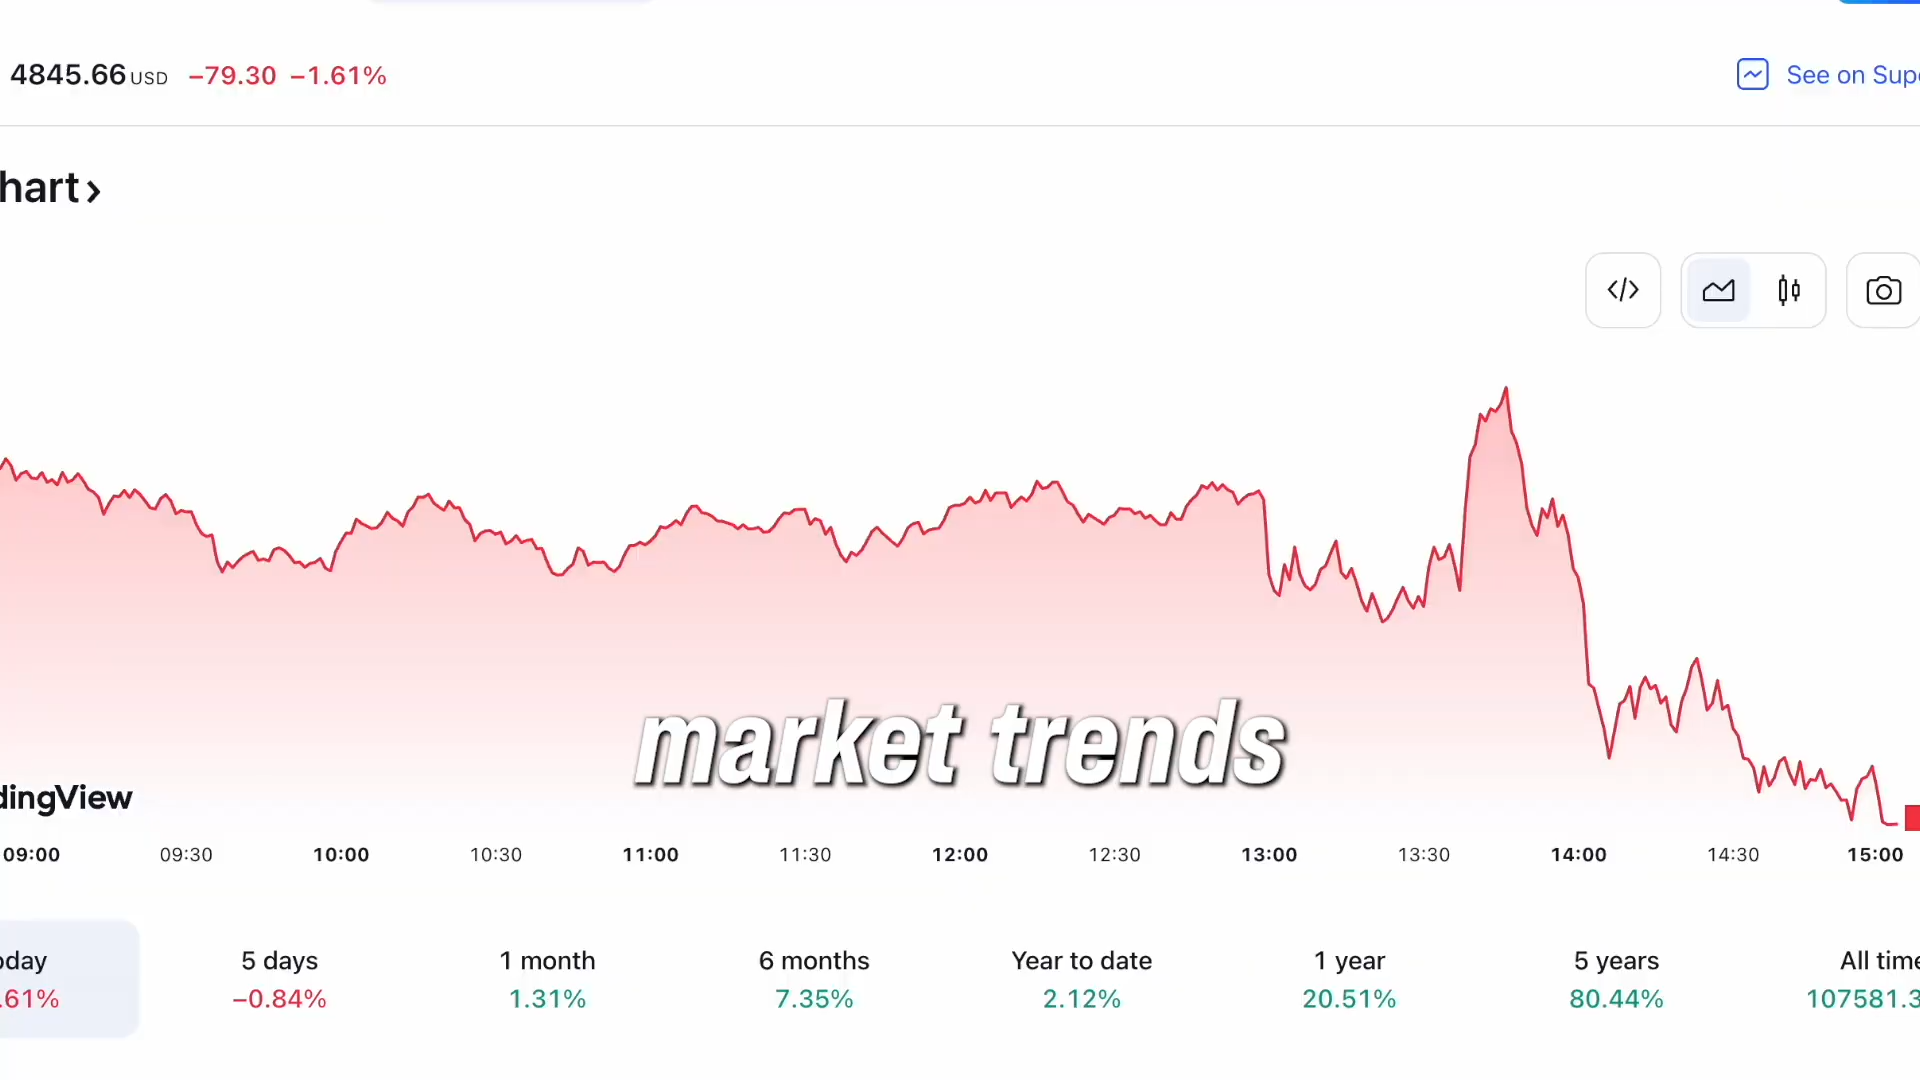 4845.66 USD −79.30 −1.61%
See on Supe
hart ›
</>
market trends
dingView
09:00 09:30 10:00 10:30 11:00 11:30 12:00 12:30 13:00 13:30 14:00 14:30 15:00
oday 5 days 1 month 6 months Year to date 1 year 5 years All time
.61% −0.84% 1.31% 7.35% 2.12% 20.51% 80.44% 107581.3